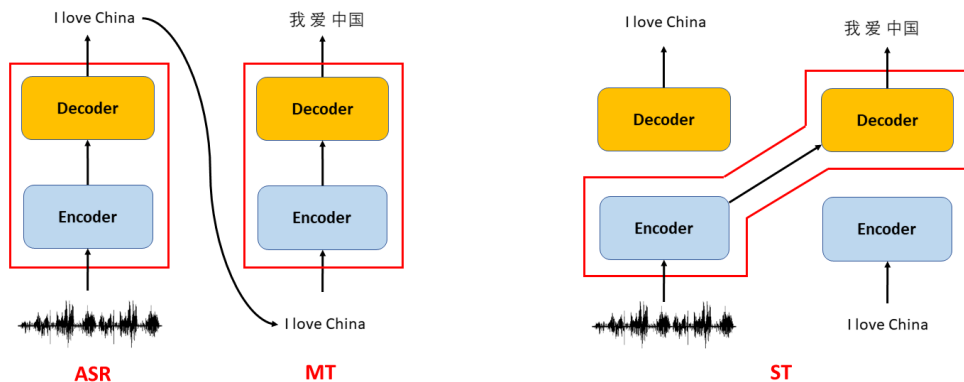 I love China
Decoder
Encoder
ASR
我 爱 中国
Decoder
Encoder
I love China
MT
I love China
Decoder
Encoder
我 爱 中国
Decoder
Encoder
I love China
ST